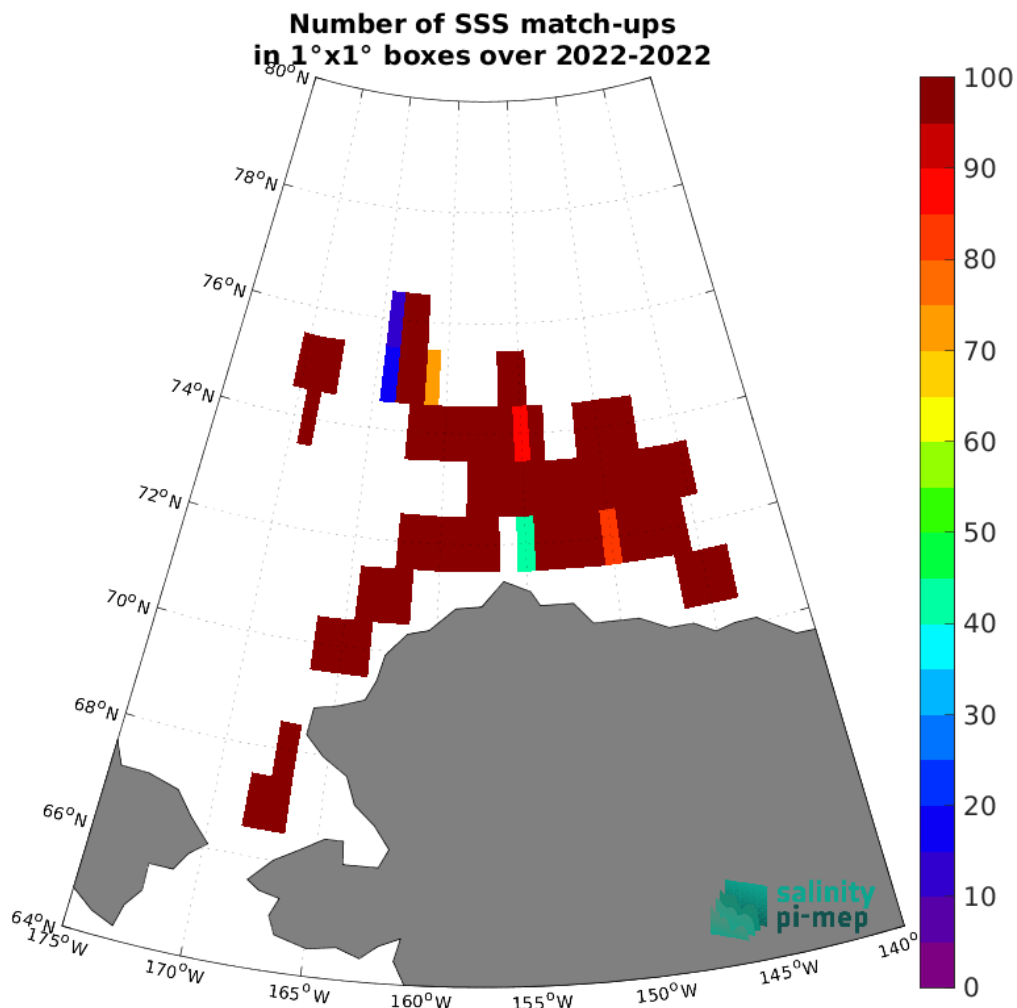 Number of SSS match-ups
in 1°x1° boxes over 2022-2022
80°N
78°N
76°N
74°N
72°N
70°N
68°N
66°N
64°N
175°W
170°W
165°W
160°W
155°W
150°W
145°W
140°
100
90
80
70
60
50
40
30
20
10
0
salinity
pi-mep